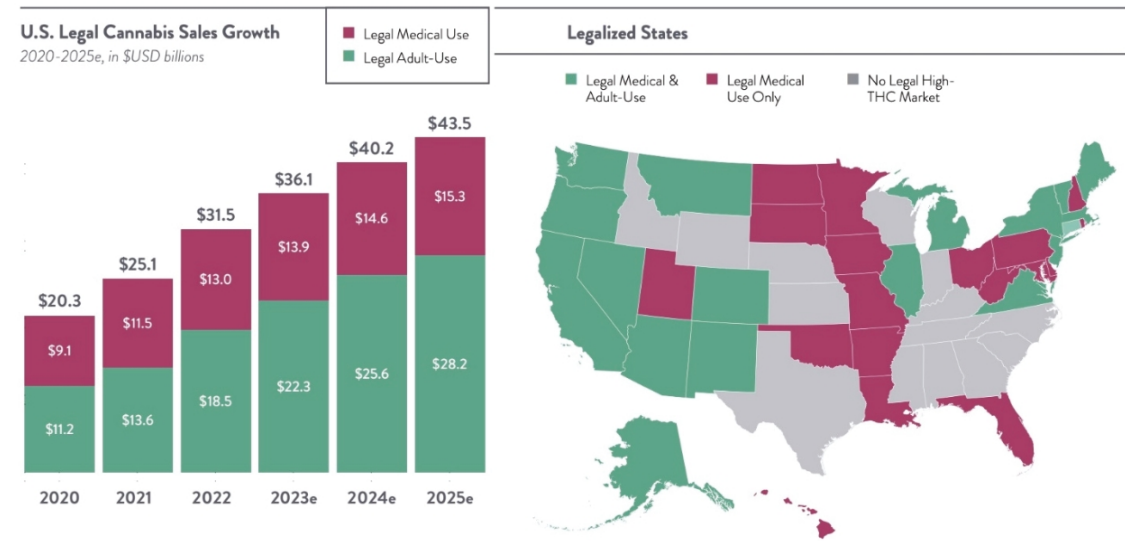 U.S. Legal Cannabis Sales Growth
2020-2025e, in $USD billions
Legal Medical Use
Legal Adult-Use
$20.3
$9.1
$11.2
2020
$25.1
$11.5
$13.6
2021
$31.5
$13.0
$18.5
2022
$36.1
$13.9
$22.3
2023e
$40.2
$14.6
$25.6
2024e
$43.5
$15.3
$28.2
2025e
Legalized States
Legal Medical &
Adult-Use
Legal Medical
Use Only
No Legal High-
THC Market